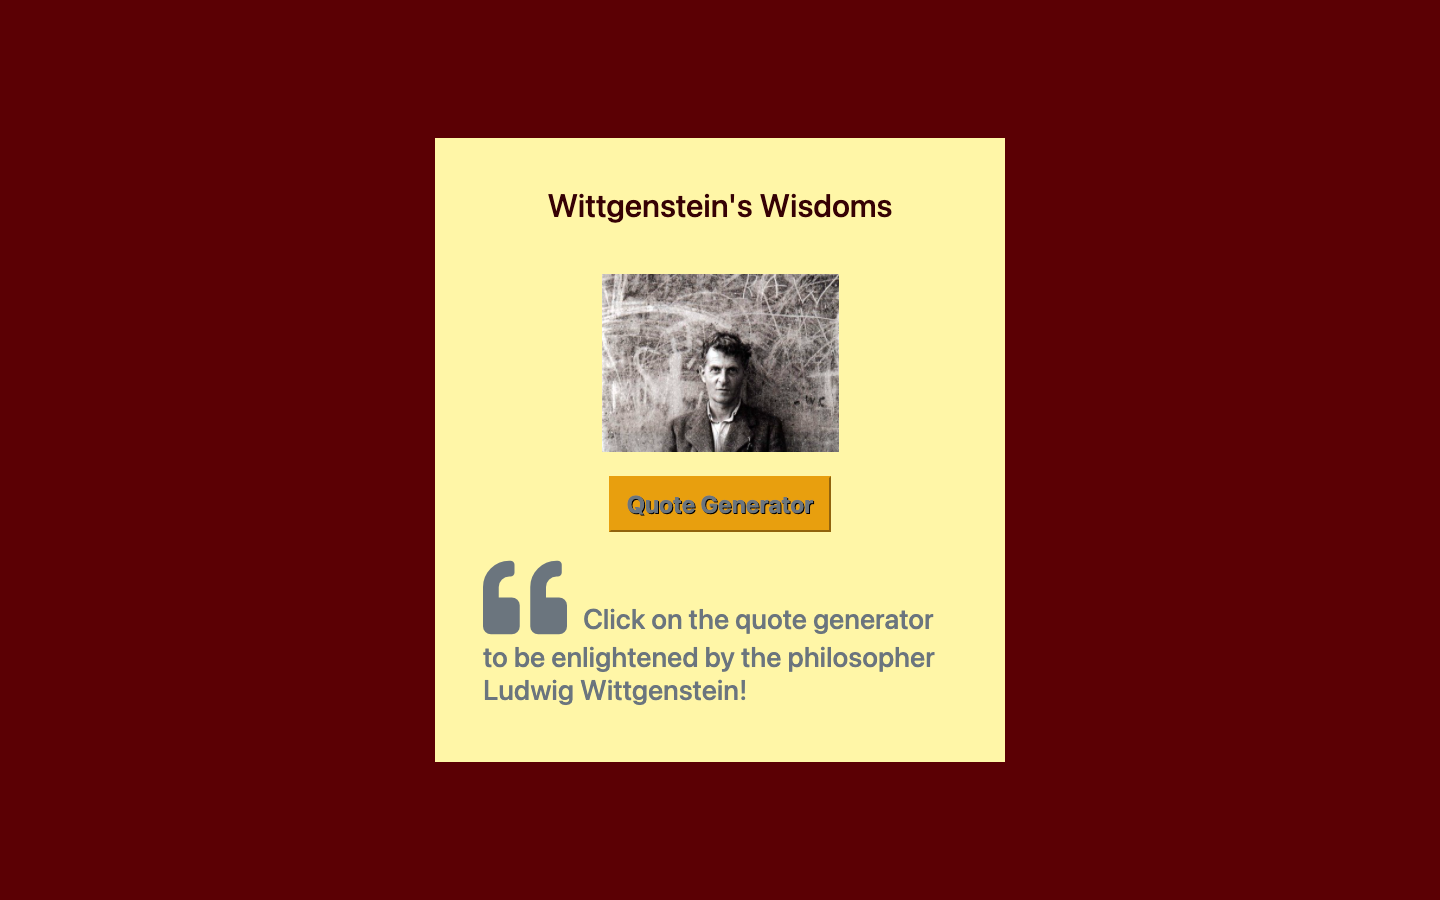 Wittgenstein's Wisdoms
Quote Generator
Click on the quote generator
to be enlightened by the philosopher
Ludwig Wittgenstein!